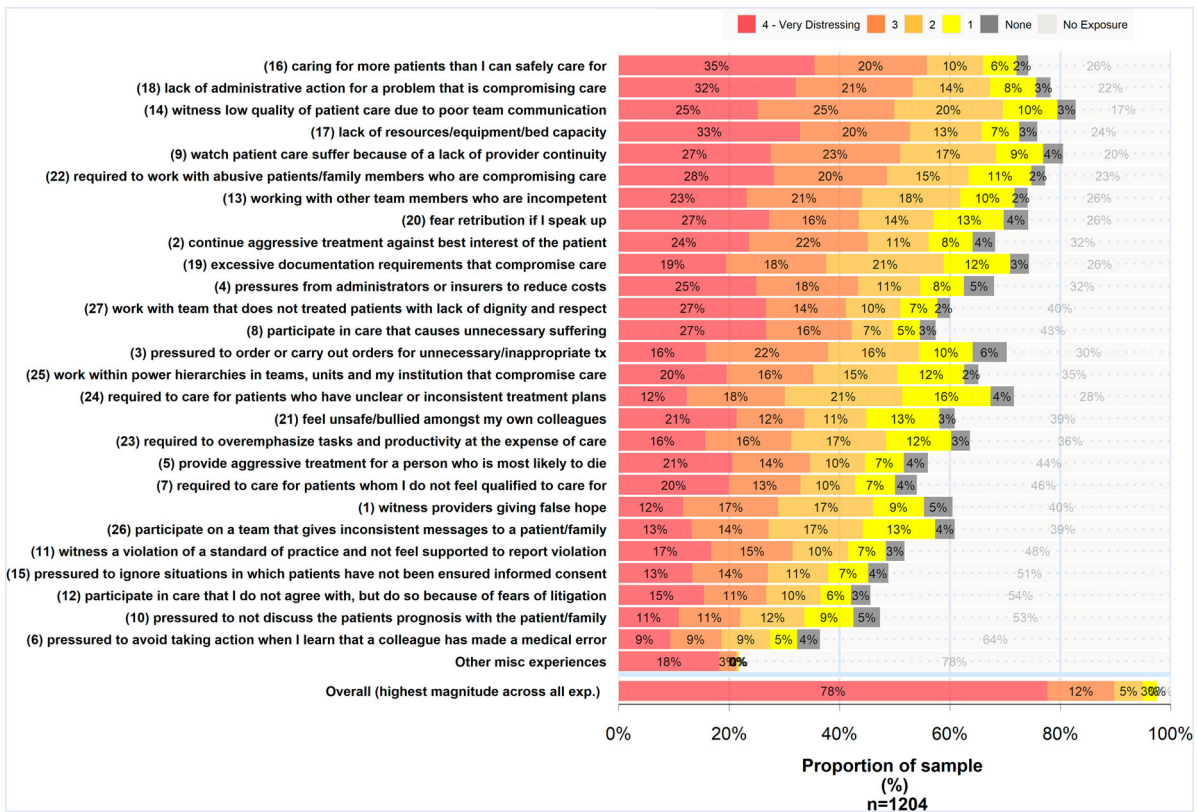 4 - Very Distressing 3 2 1 None No Exposure
(16) caring for more patients than I can safely care for 35% 20% 10% 6% 2% 26%
(18) lack of administrative action for a problem that is compromising care 32% 21% 14% 8% 3% 22%
(14) witness low quality of patient care due to poor team communication 25% 25% 20% 10% 3% 17%
(17) lack of resources/equipment/bed capacity 33% 20% 13% 7% 3% 24%
(9) watch patient care suffer because of a lack of provider continuity 27% 23% 17% 9% 4% 20%
(22) required to work with abusive patients/family members who are compromising care 28% 20% 15% 11% 2% 23%
(13) working with other team members who are incompetent 23% 21% 18% 10% 2% 26%
(20) fear retribution if I speak up 27% 16% 14% 13% 4% 26%
(2) continue aggressive treatment against best interest of the patient 24% 22% 11% 8% 4% 32%
(19) excessive documentation requirements that compromise care 19% 18% 21% 12% 3% 26%
(4) pressures from administrators or insurers to reduce costs 25% 18% 11% 8% 5% 32%
(27) work with team that does not treated patients with lack of dignity and respect 27% 14% 10% 7% 2% 40%
(8) participate in care that causes unnecessary suffering 27% 16% 7% 5% 3% 43%
(3) pressured to order or carry out orders for unnecessary/inappropriate tx 16% 22% 16% 10% 6% 30%
(25) work within power hierarchies in teams, units and my institution that compromise care 20% 16% 15% 12% 2% 35%
(24) required to care for patients who have unclear or inconsistent treatment plans 12% 18% 21% 16% 4% 28%
(21) feel unsafe/bullied amongst my own colleagues 21% 12% 11% 13% 3% 39%
(23) required to overemphasize tasks and productivity at the expense of care 16% 16% 17% 12% 3% 36%
(5) provide aggressive treatment for a person who is most likely to die 21% 14% 10% 7% 4% 44%
(7) required to care for patients whom I do not feel qualified to care for 20% 13% 10% 7% 4% 46%
(1) witness providers giving false hope 12% 17% 17% 9% 5% 40%
(26) participate on a team that gives inconsistent messages to a patient/family 13% 14% 17% 13% 4% 39%
(11) witness a violation of a standard of practice and not feel supported to report violation 17% 15% 10% 7% 3% 48%
(15) pressured to ignore situations in which patients have not been ensured informed consent 13% 14% 11% 7% 4% 51%
(12) participate in care that I do not agree with, but do so because of fears of litigation 15% 11% 10% 6% 3% 54%
(10) pressured to not discuss the patients prognosis with the patient/family 11% 11% 12% 9% 5% 53%
(6) pressured to avoid taking action when I learn that a colleague has made a medical error 9% 9% 9% 5% 4% 64%
Other misc experiences 18% 3% 0% 78%
Overall (highest magnitude across all exp.) 78% 12% 5% 3% 0%
0% 20% 40% 60% 80% 100%
Proportion of sample
(%)
n=1204